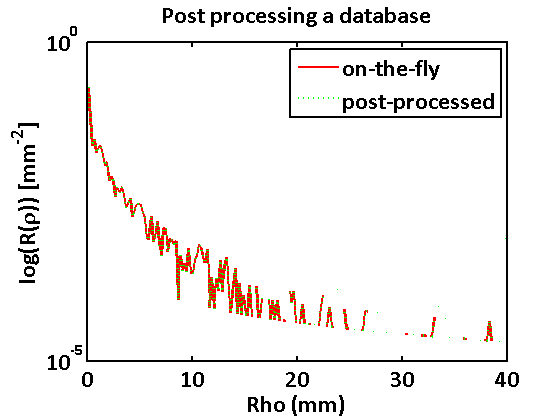 Post processing a database
10^0
on-the-fly
post-processed
log(R(ρ)) [mm^-2]
10^-5
0
10
20
30
40
Rho (mm)